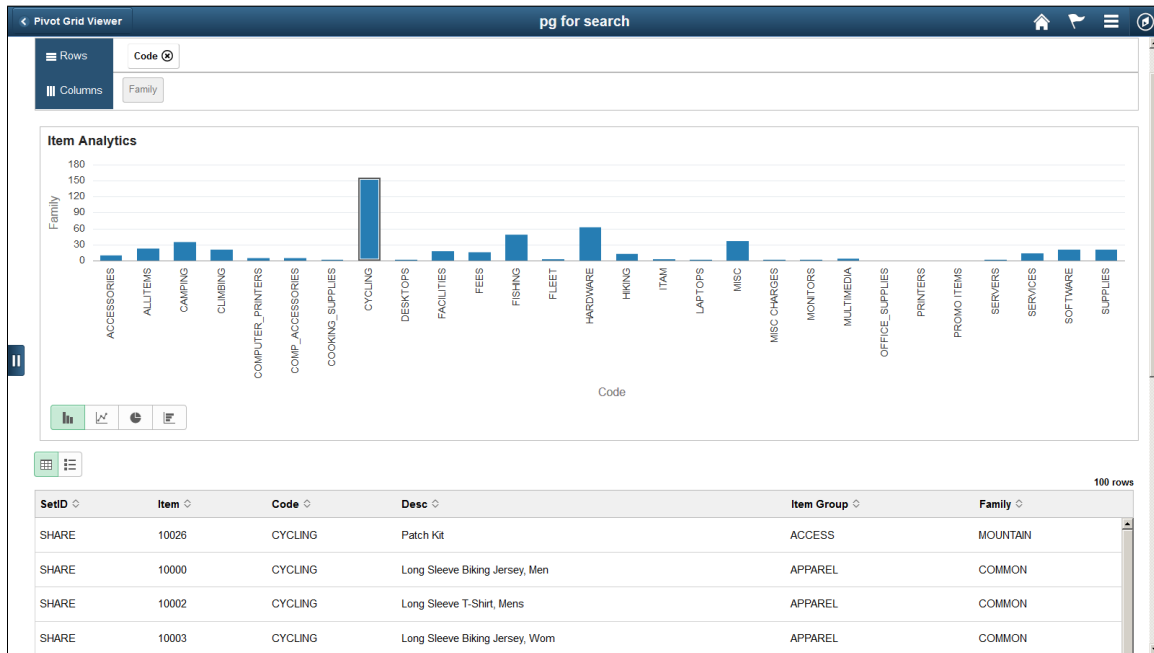 Pivot Grid Viewer
pg for search
Rows
Code
Columns
Family
Item Analytics
180
150
120
90
60
30
0
Family
ACCESSORIES
ALLITEMS
CAMPING
CLIMBING
COMPUTER_PRINTERS
COMP_ACCESSORIES
COOKING_SUPPLIES
CYCLING
DESKTOPS
FACILITIES
FEES
FISHING
FLEET
HARDWARE
HIKING
ITAM
LAPTOPS
MISC
MISC CHARGES
MONITORS
MULTIMEDIA
OFFICE_SUPPLIES
PRINTERS
PROMO ITEMS
SERVERS
SERVICES
SOFTWARE
SUPPLIES
Code
100 rows
SetID Item Code Desc Item Group Family
SHARE 10026 CYCLING Patch Kit ACCESS MOUNTAIN
SHARE 10000 CYCLING Long Sleeve Biking Jersey, Men APPAREL COMMON
SHARE 10002 CYCLING Long Sleeve T-Shirt, Mens APPAREL COMMON
SHARE 10003 CYCLING Long Sleeve Biking Jersey, Wom APPAREL COMMON